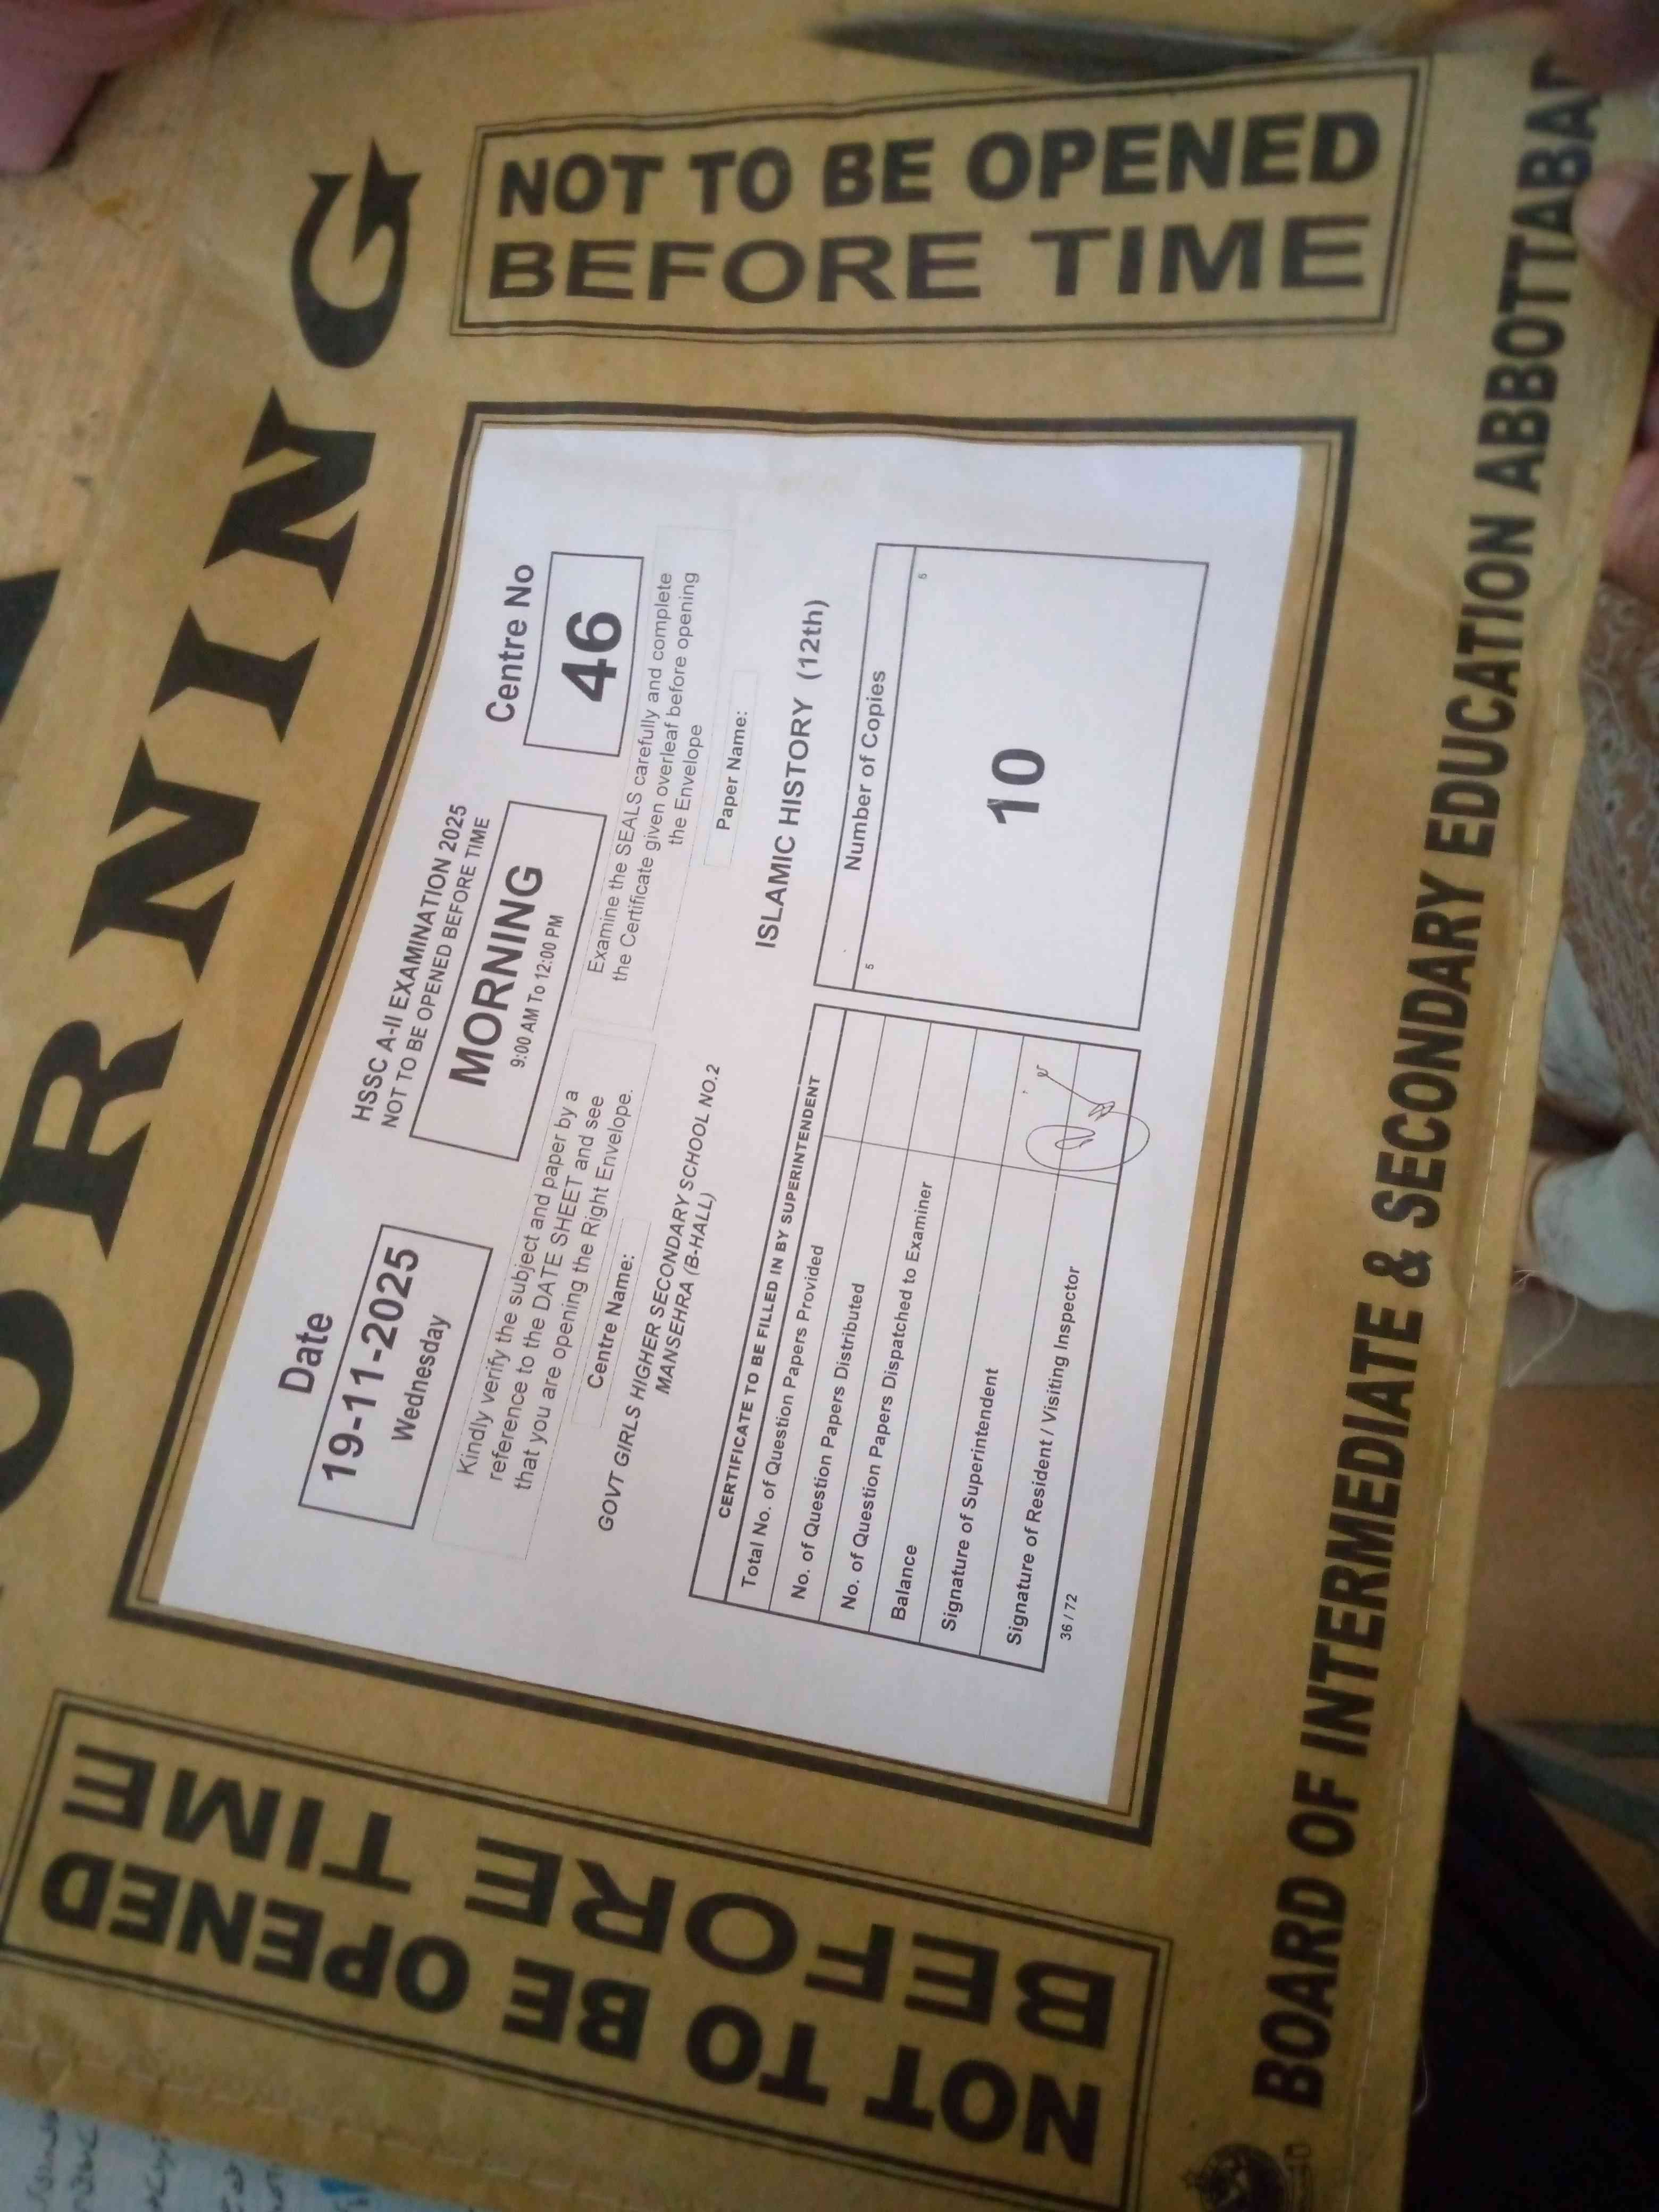 MORNING
NOT TO BE OPENED
BEFORE TIME
NOT TO BE OPENED
BEFORE TIME
Date
19-11-2025
Wednesday
HSSC A-II EXAMINATION 2025
NOT TO BE OPENED BEFORE TIME
MORNING
9:00 AM To 12:00 PM
Centre No
46
Kindly verify the subject and paper by a
reference to the DATE SHEET and see
that you are opening the Right Envelope.
Examine the SEALS carefully and complete
the Certificate given overleaf before opening
the Envelope
Centre Name:
GOVT GIRLS HIGHER SECONDARY SCHOOL NO.2
MANSEHRA (B-HALL)
Paper Name:
ISLAMIC HISTORY (12th)
CERTIFICATE TO BE FILLED IN BY SUPERINTENDENT
Total No. of Question Papers Provided
No. of Question Papers Distributed
No. of Question Papers Dispatched to Examiner
Balance
Signature of Superintendent
Signature of Resident / Visiting Inspector
36 / 72
Number of Copies
5
6
10
BOARD OF INTERMEDIATE & SECONDARY EDUCATION ABBOTTABAD